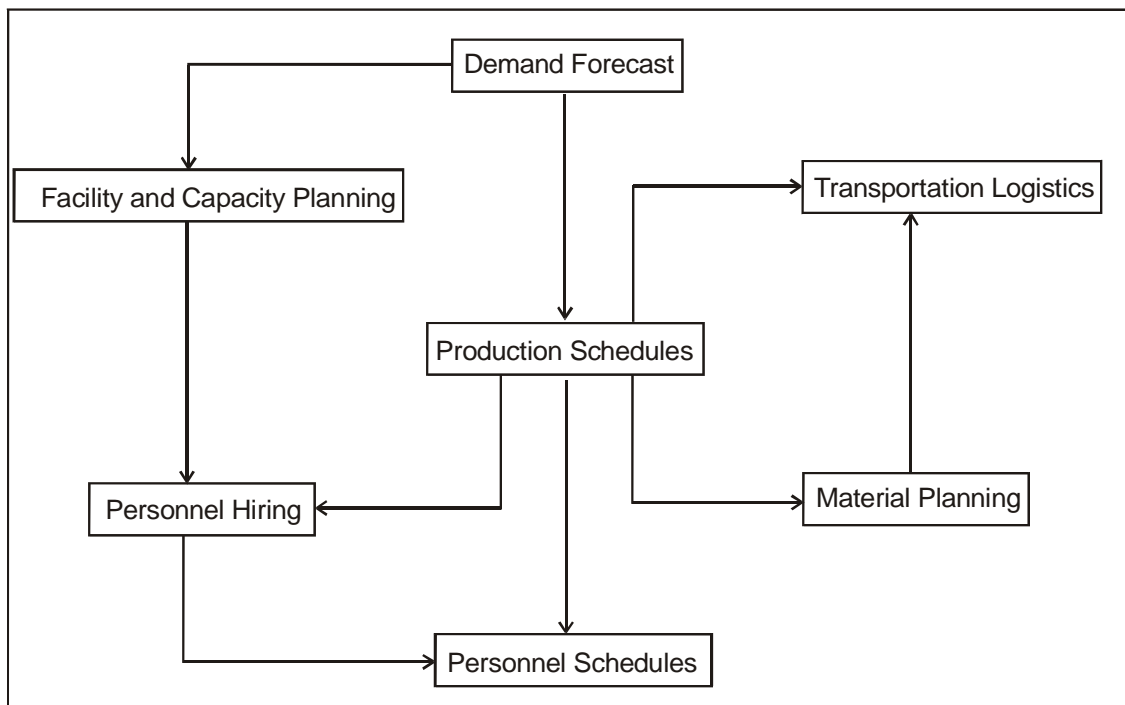 Demand Forecast
Facility and Capacity Planning
Transportation Logistics
Production Schedules
Personnel Hiring
Material Planning
Personnel Schedules